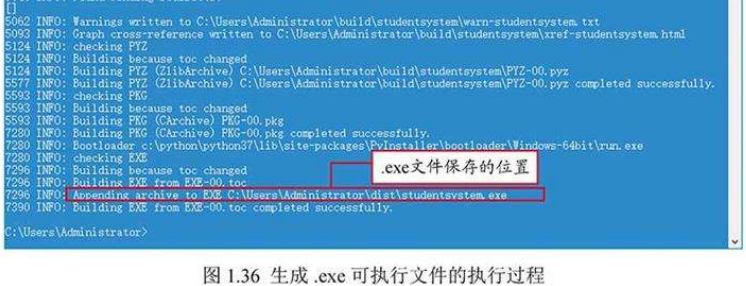 []
5062 INFO: Warnings written to C:\Users\Administrator\build\studentsystem\warn-studentsystem.txt
5093 INFO: Graph cross-reference written to C:\Users\Administrator\build\studentsystem\xref-studentsystem.html
5124 INFO: checking PYZ
5124 INFO: Building because toc changed
5124 INFO: Building PYZ (ZlibArchive) C:\Users\Administrator\build\studentsystem\PYZ-00.pyz
5577 INFO: Building PYZ (ZlibArchive) C:\Users\Administrator\build\studentsystem\PYZ-00.pyz completed successfully.
5593 INFO: checking PKG
5593 INFO: Building because toc changed
5593 INFO: Building PKG (CArchive) PKG-00.pkg
7280 INFO: Building PKG (CArchive) PKG-00.pkg completed successfully.
7280 INFO: Bootloader c:\python\python37\lib\site-packages\PyInstaller\bootloader\Windows-64bit\run.exe
7280 INFO: checking EXE
7296 INFO: Building because toc changed
.exe文件保存的位置
7296 INFO: Building EXE from EXE-00.toc
7296 INFO: Appending archive to EXE C:\Users\Administrator\dist\studentsystem.exe
7390 INFO: Building EXE from EXE-00.toc completed successfully.
C:\Users\Administrator>
图 1.36 生成 .exe 可执行文件的执行过程